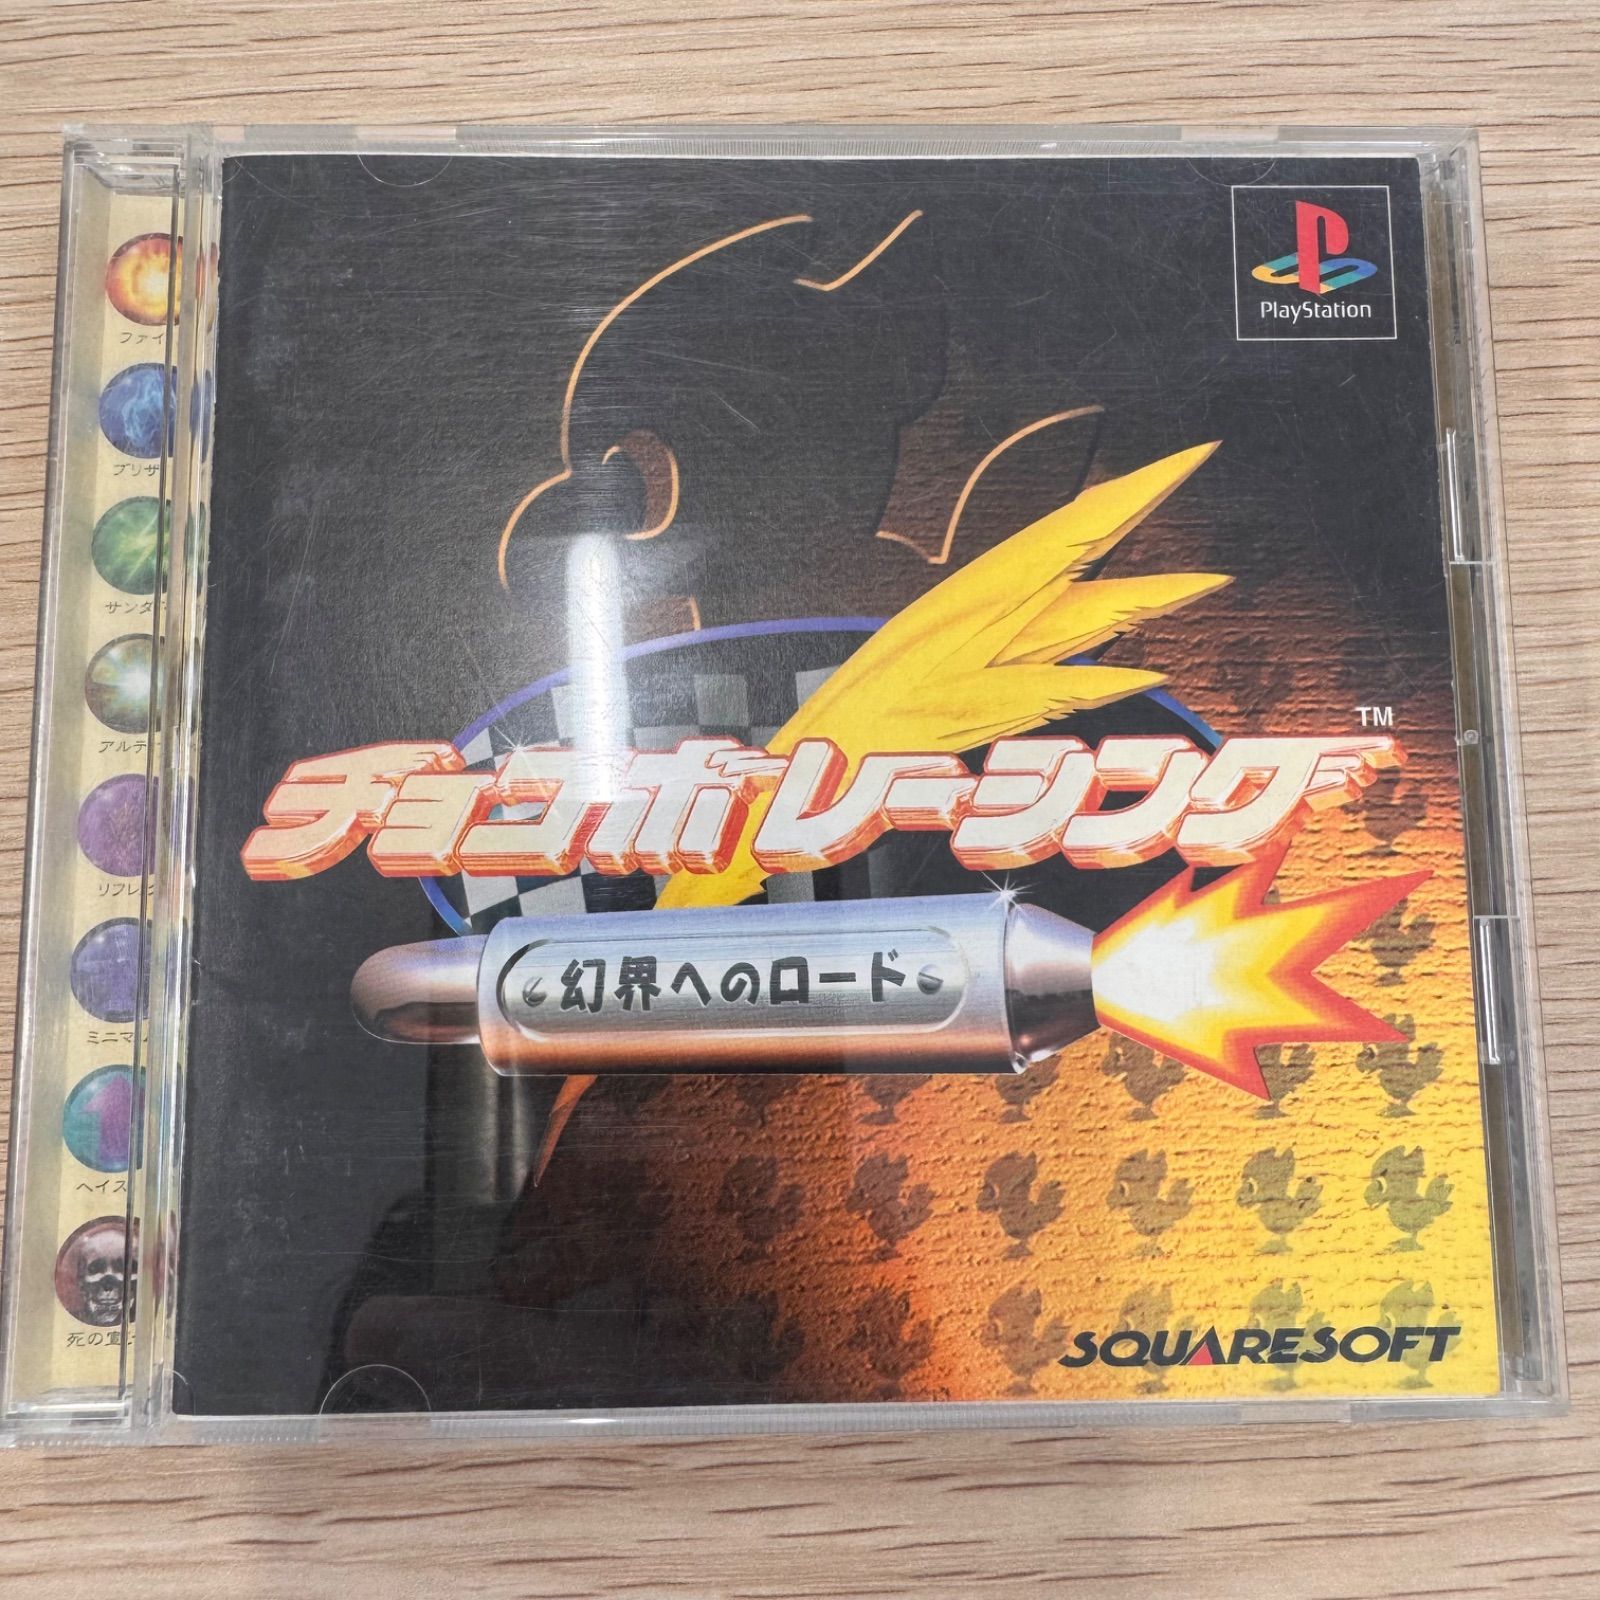 PlayStation
チョコボレーシング
TM
幻界へのロード
SQUARESOFT
ファイ
ブリザ
サンダ
アルテ
リフレク
ミニマム
ヘイス
死の宣